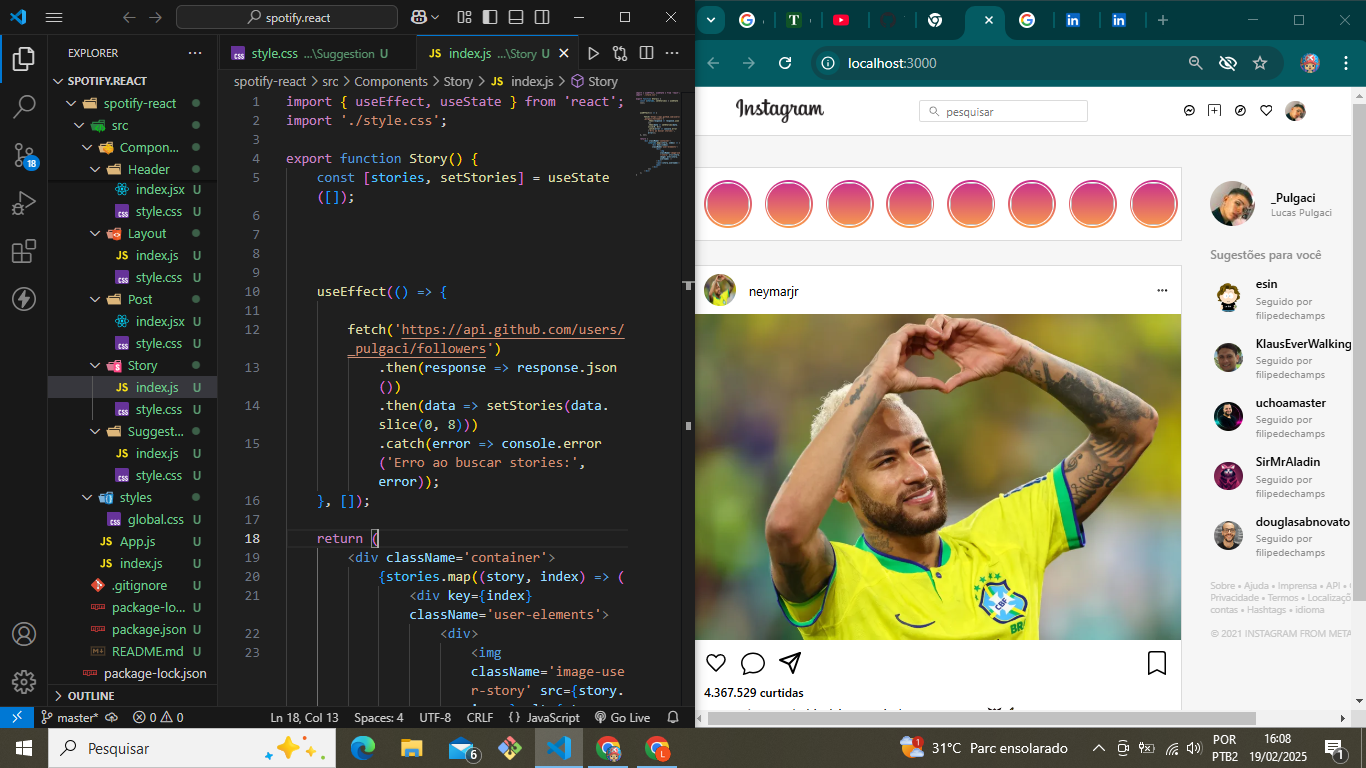 spotify.react
EXPLORER
SPOTIFY.REACT
spotify-react
src
Compon...
Header
index.jsx U
style.css U
Layout
index.js U
style.css U
Post
index.jsx U
style.css U
Story
index.js U
style.css U
Suggest...
index.js U
style.css U
styles
global.css U
App.js U
index.js U
.gitignore U
package-lo... U
package.json U
README.md U
package-lock.json
OUTLINE
18
style.css ...\Suggestion U
index.js ...\Story U
spotify-react > src > Components > Story > JS index.js > Story
1 import { useEffect, useState } from 'react';
2 import './style.css';
3
4 export function Story() {
5 const [stories, setStories] = useState
([]);
6
7
8
9
10 useEffect(() => {
11
12 fetch('https://api.github.com/users/
_pulgaci/followers')
13 .then(response => response.json
())
14 .then(data => setStories(data.
slice(0, 8)))
15 .catch(error => console.error
('Erro ao buscar stories:',
error));
16 }, []);
17
18 return (
19 <div className='container'>
20 {stories.map((story, index) => (
21 <div key={index}
className='user-elements'>
22 <div>
23 <img
className='image-use
r-story' src={story.
master* 0 0
Ln 18, Col 13 Spaces: 4 UTF-8 CRLF {} JavaScript Go Live
localhost:3000
Instagram
pesquisar
_Pulgaci
Lucas Pulgaci
Sugestões para você
esin
Seguido por
filipedechamps
KlausEverWalking
Seguido por
filipedechamps
uchoamaster
Seguido por
filipedechamps
SirMrAladin
Seguido por
filipedechamps
douglasabnovato
Seguido por
filipedechamps
Sobre • Ajuda • Imprensa • API •
Privacidade • Termos • Localizaçõ
contas • Hashtags • idioma
© 2021 INSTAGRAM FROM META
neymarjr
CBF
BR
4.367.529 curtidas
Pesquisar
6
1
31°C Parc ensolarado
POR
PTB2
16:08
19/02/2025
1